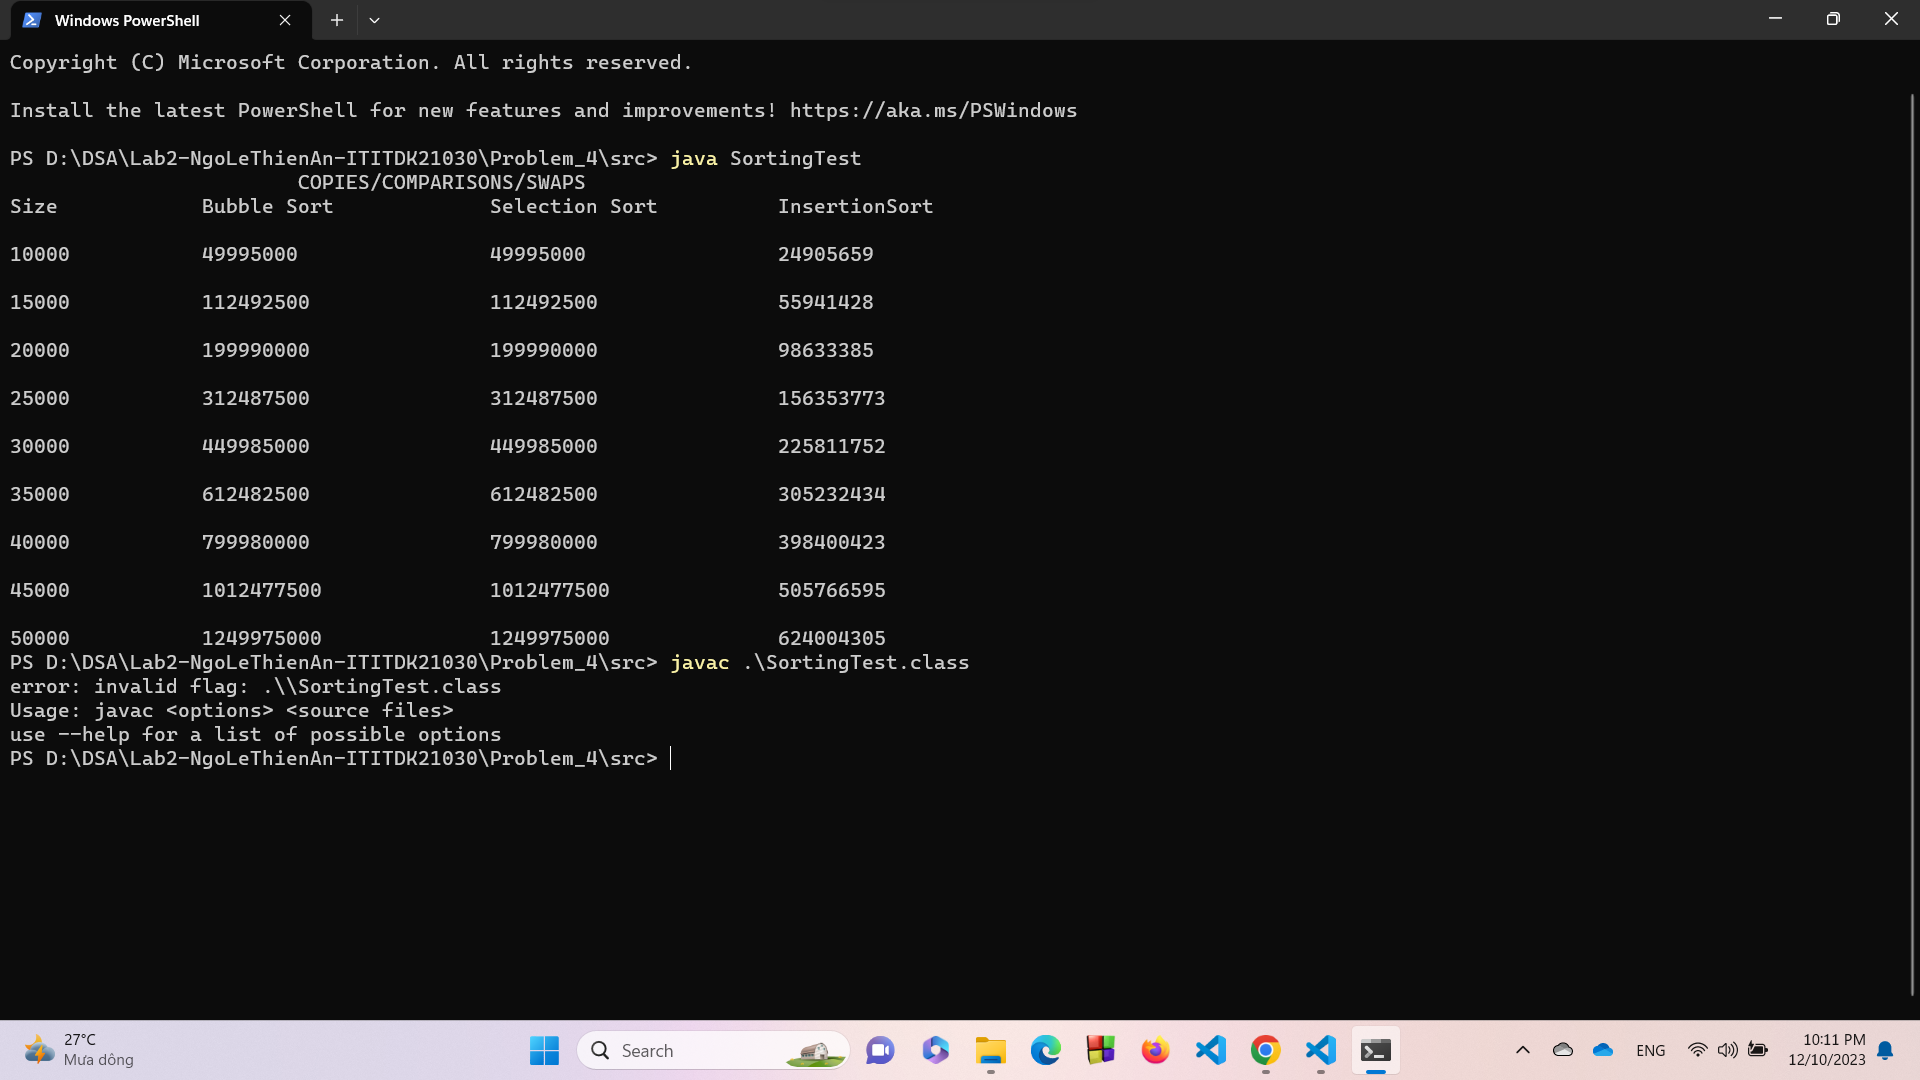 Windows PowerShell
Copyright (C) Microsoft Corporation. All rights reserved.
Install the latest PowerShell for new features and improvements! https://aka.ms/PSWindows
PS D:\DSA\Lab2-NgoLeThienAn-ITITDK21030\Problem_4\src> java SortingTest
COPIES/COMPARISONS/SWAPS
Size Bubble Sort Selection Sort InsertionSort
10000 49995000 49995000 24905659
15000 112492500 112492500 55941428
20000 199990000 199990000 98633385
25000 312487500 312487500 156353773
30000 449985000 449985000 225811752
35000 612482500 612482500 305232434
40000 799980000 799980000 398400423
45000 1012477500 1012477500 505766595
50000 1249975000 1249975000 624004305
PS D:\DSA\Lab2-NgoLeThienAn-ITITDK21030\Problem_4\src> javac .\SortingTest.class
error: invalid flag: .\\SortingTest.class
Usage: javac <options> <source files>
use --help for a list of possible options
PS D:\DSA\Lab2-NgoLeThienAn-ITITDK21030\Problem_4\src>
27°C
Mưa dông
Search
ENG
10:11 PM
12/10/2023